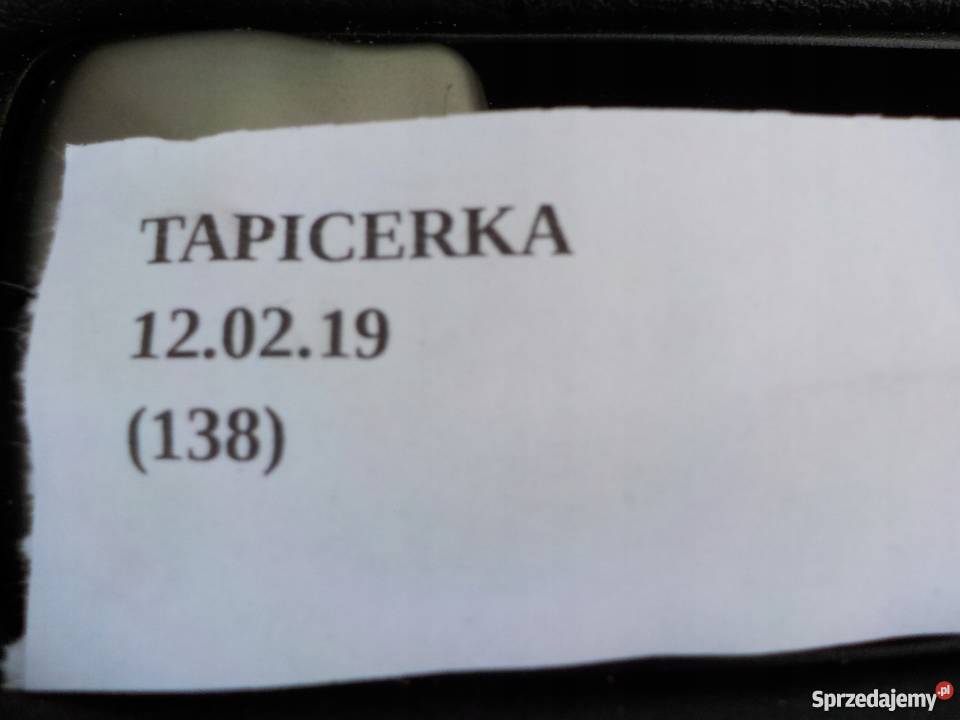 TAPICERKA
12.02.19
(138)
Sprzedajemy.pl